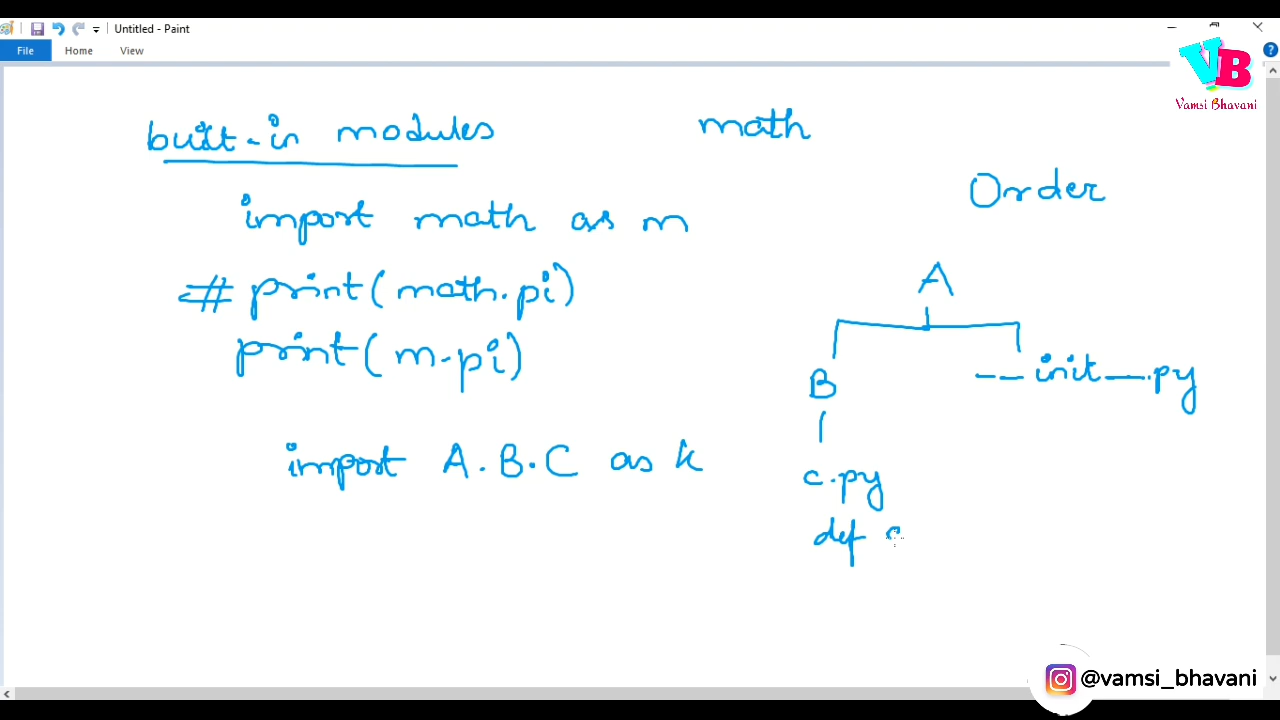 Untitled - Paint
File Home View
VB
Vamsi Bhavani
built-in modules
math
Order
import math as m
# print(math.pi)
print(m.pi)
A
B
__init__.py
import A.B.C as k
c.py
def
@vamsi_bhavani